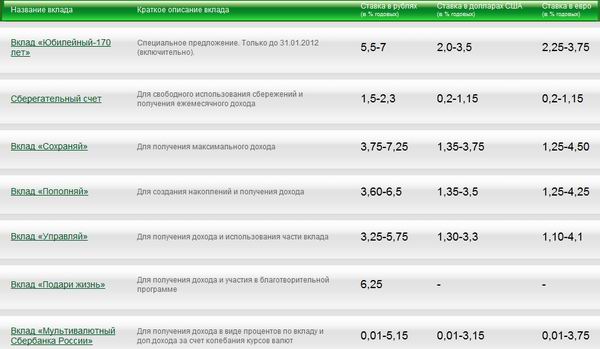 Название вклада Краткое описание вклада Ставка в рублях Ставка в долларах США Ставка в евро
(в % годовых) (в % годовых) (в % годовых)
Вклад «Юбилейный-170 лет» Специальное предложение. Только до 31.01.2012 (включительно). 5,5-7 2,0-3,5 2,25-3,75
Сберегательный счет Для свободного использования сбережений и получения ежемесячного дохода 1,5-2,3 0,2-1,15 0,2-1,15
Вклад «Сохраняй» Для получения максимального дохода 3,75-7,25 1,35-3,75 1,25-4,50
Вклад «Пополняй» Для создания накоплений и получения дохода 3,60-6,5 1,35-3,5 1,25-4,25
Вклад «Управляй» Для получения дохода и использования части вклада 3,25-5,75 1,30-3,3 1,10-4,1
Вклад «Подари жизнь» Для получения дохода и участия в благотворительной программе 6,25 - -
Вклад «Мультивалютный Сбербанка России» Для получения дохода в виде процентов по вкладу и доп.дохода за счет колебания курсов валют 0,01-5,15 0,01-3,15 0,01-3,75